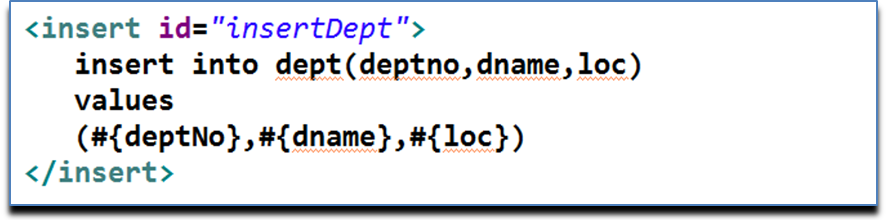 <insert id="insertDept">
insert into dept(deptno,dname,loc)
values
(#{deptNo},#{dname},#{loc})
</insert>